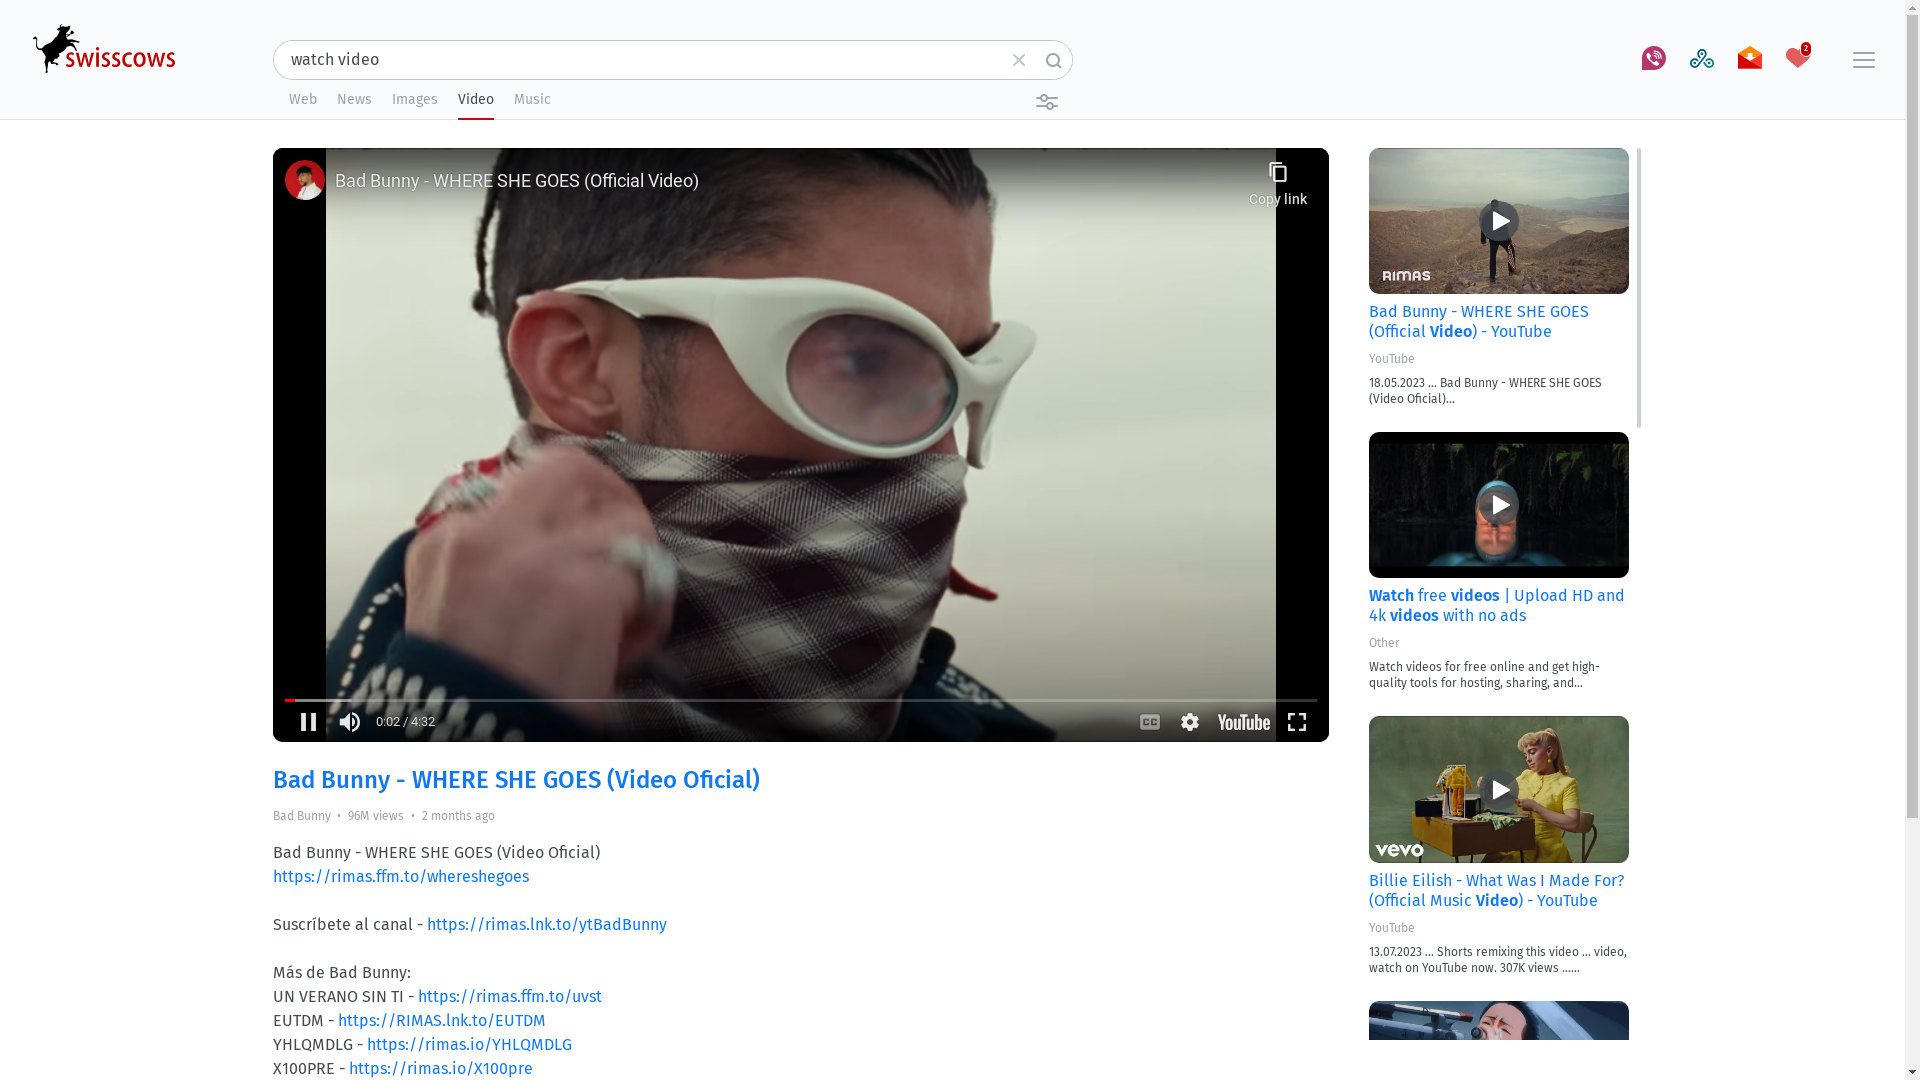 swisscows
watch video
2
Web News Images Video Music
Bad Bunny - WHERE SHE GOES (Official Video)
Copy link
0:02 / 4:32
CC
YouTube
Bad Bunny - WHERE SHE GOES (Video Oficial)
Bad Bunny • 96M views • 2 months ago
Bad Bunny - WHERE SHE GOES (Video Oficial)
https://rimas.ffm.to/whereshegoes
Suscríbete al canal - https://rimas.lnk.to/ytBadBunny
Más de Bad Bunny:
UN VERANO SIN TI - https://rimas.ffm.to/uvst
EUTDM - https://RIMAS.lnk.to/EUTDM
YHLQMDLG - https://rimas.io/YHLQMDLG
X100PRE - https://rimas.io/X100pre
RIMAS
Bad Bunny - WHERE SHE GOES
(Official Video) - YouTube
YouTube
18.05.2023 ... Bad Bunny - WHERE SHE GOES
(Video Oficial)...
Watch free videos | Upload HD and
4k videos with no ads
Other
Watch videos for free online and get high-
quality tools for hosting, sharing, and...
vevo
Billie Eilish - What Was I Made For?
(Official Music Video) - YouTube
YouTube
13.07.2023 ... Shorts remixing this video ... video,
watch on YouTube now. 307K views ......